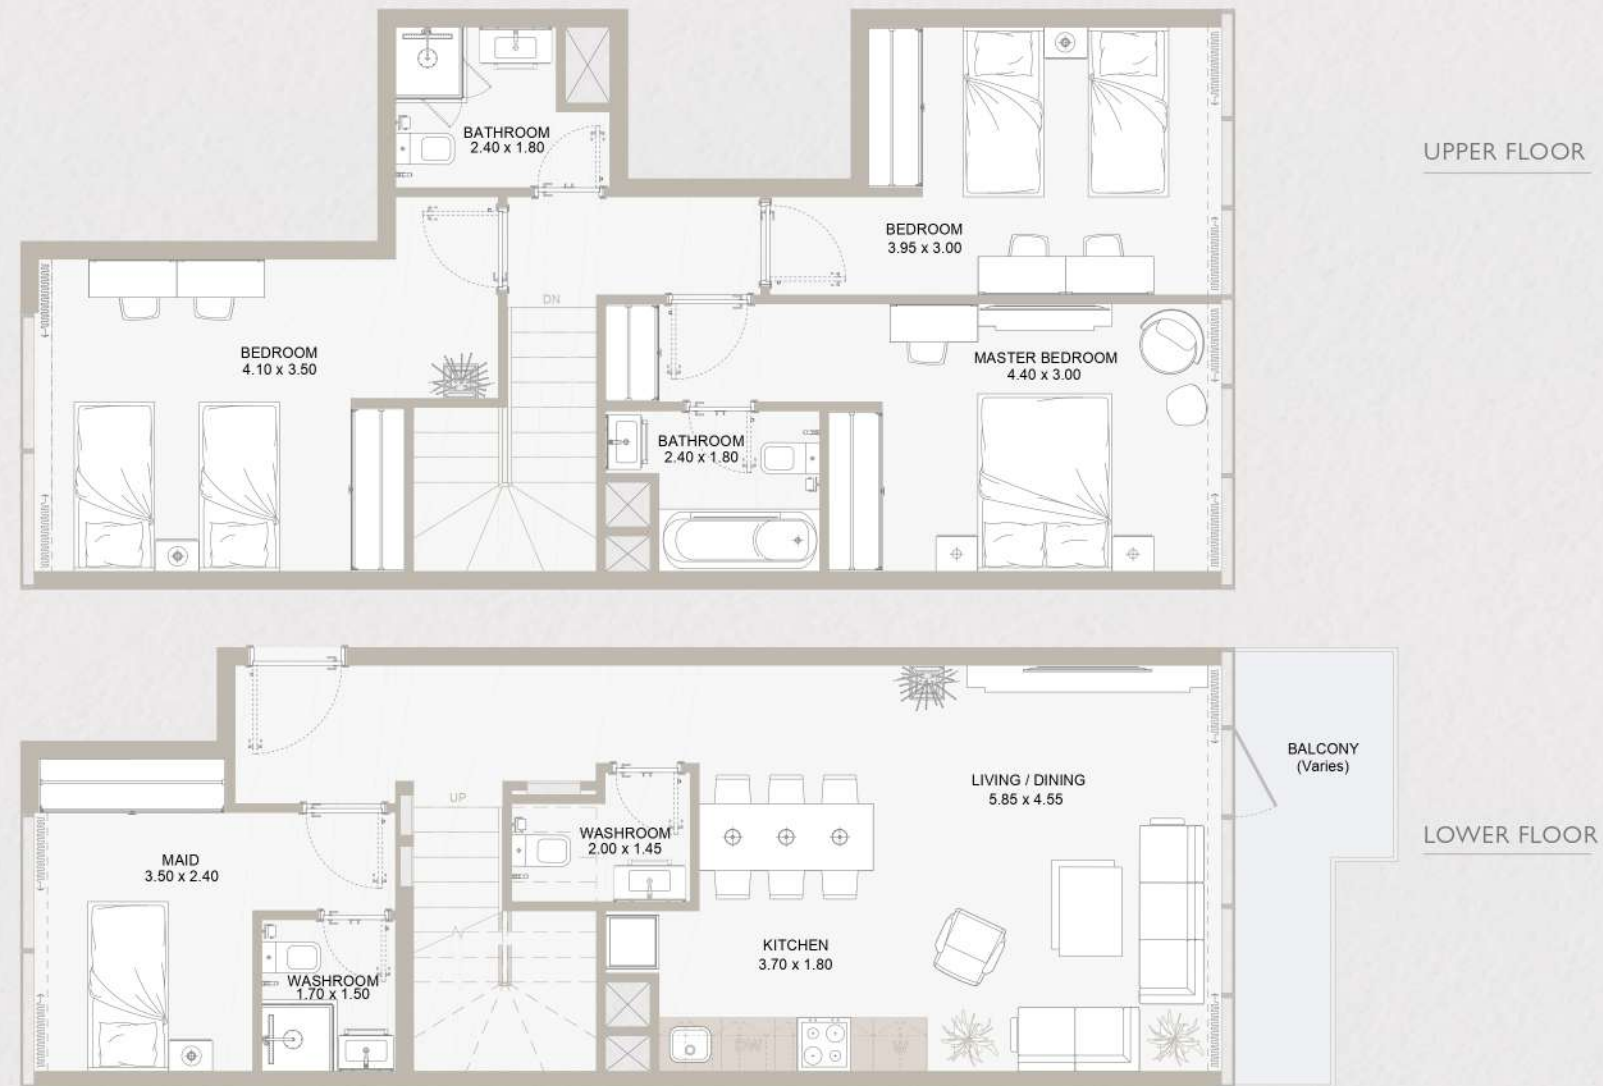 BATHROOM
2.40 x 1.80
UPPER FLOOR
BEDROOM
3.95 x 3.00
DN
BEDROOM
4.10 x 3.50
MASTER BEDROOM
4.40 x 3.00
BATHROOM
2.40 x 1.80
BALCONY
(Varies)
LIVING / DINING
5.85 x 4.55
UP
WASHROOM
2.00 x 1.45
LOWER FLOOR
MAID
3.50 x 2.40
KITCHEN
3.70 x 1.80
WASHROOM
1.70 x 1.50
DW